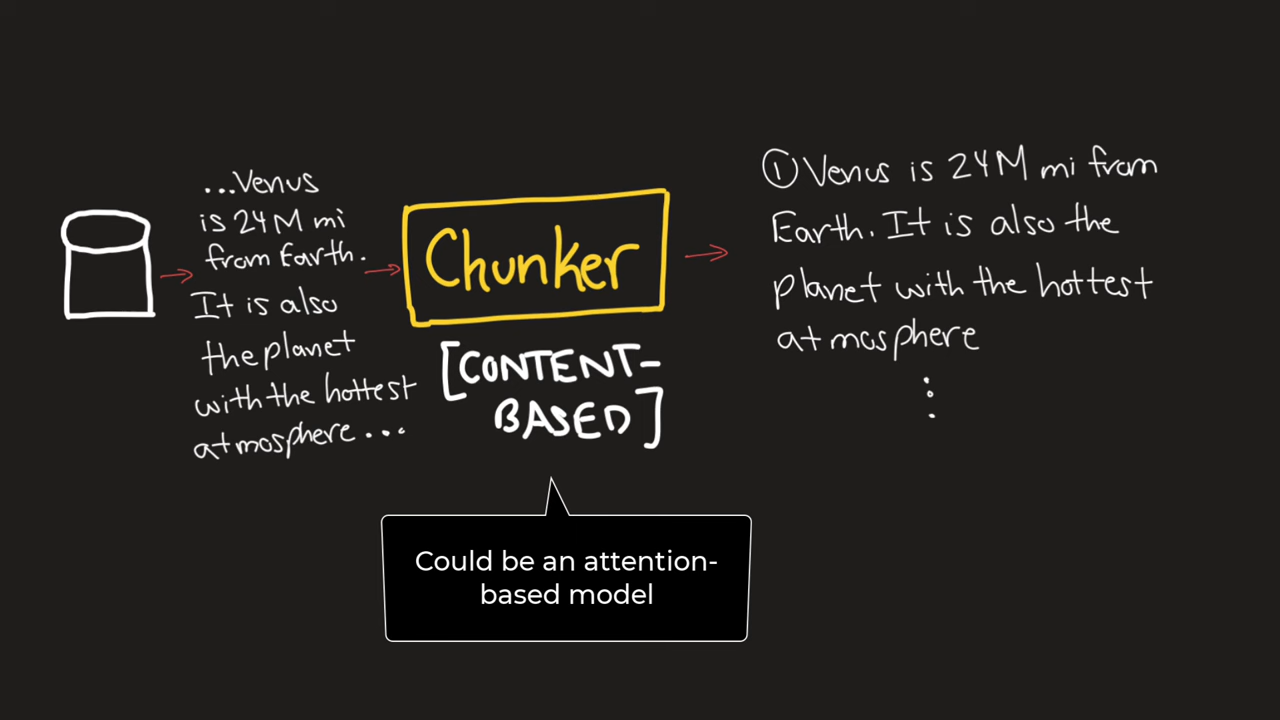 ...Venus
is 24M mi
from Earth.
It is also
the planet
with the hottest
atmosphere...
Chunker
[CONTENT-
BASED]
① Venus is 24M mi from
Earth. It is also the
planet with the hottest
atmosphere
Could be an attention-
based model